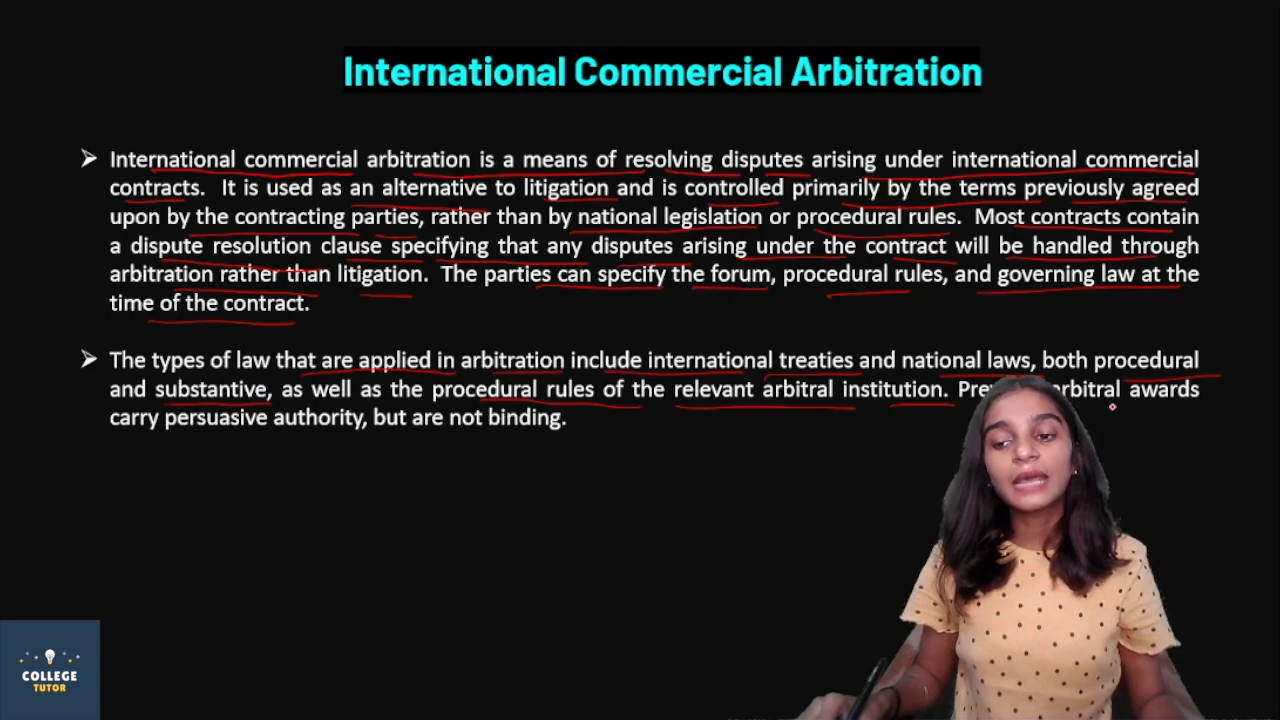 International Commercial Arbitration
➢ International commercial arbitration is a means of resolving disputes arising under international commercial
contracts. It is used as an alternative to litigation and is controlled primarily by the terms previously agreed
upon by the contracting parties, rather than by national legislation or procedural rules. Most contracts contain
a dispute resolution clause specifying that any disputes arising under the contract will be handled through
arbitration rather than litigation. The parties can specify the forum, procedural rules, and governing law at the
time of the contract.
➢ The types of law that are applied in arbitration include international treaties and national laws, both procedural
and substantive, as well as the procedural rules of the relevant arbitral institution. awards
carry persuasive authority, but are not binding.
COLLEGE
TUTOR